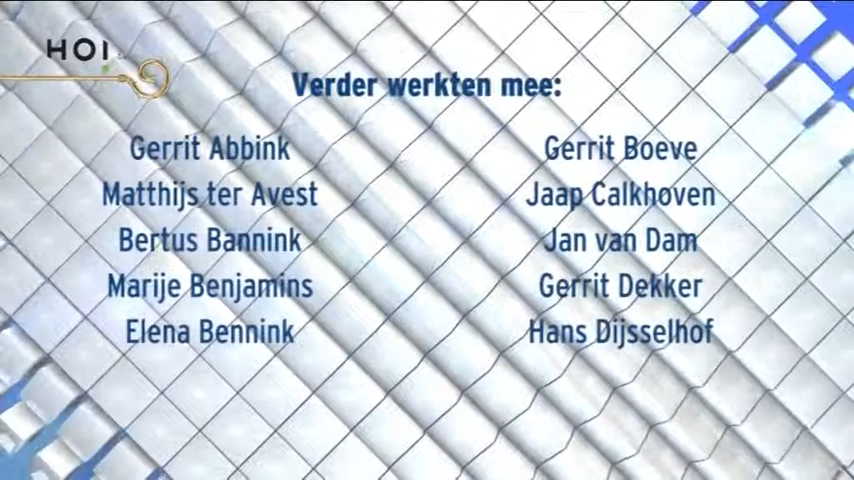 HOI
Verder werkten mee:
Gerrit Abbink
Matthijs ter Avest
Bertus Bannink
Marije Benjamins
Elena Bennink
Gerrit Boeve
Jaap Calkhoven
Jan van Dam
Gerrit Dekker
Hans Dijsselhof